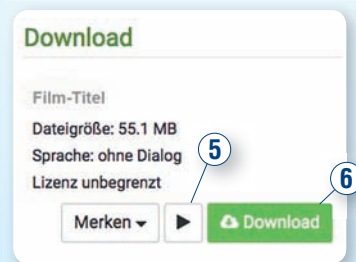 Download
Film-Titel
Dateigröße: 55.1 MB
Sprache: ohne Dialog
Lizenz unbegrenzt
5
6
Merken
Download